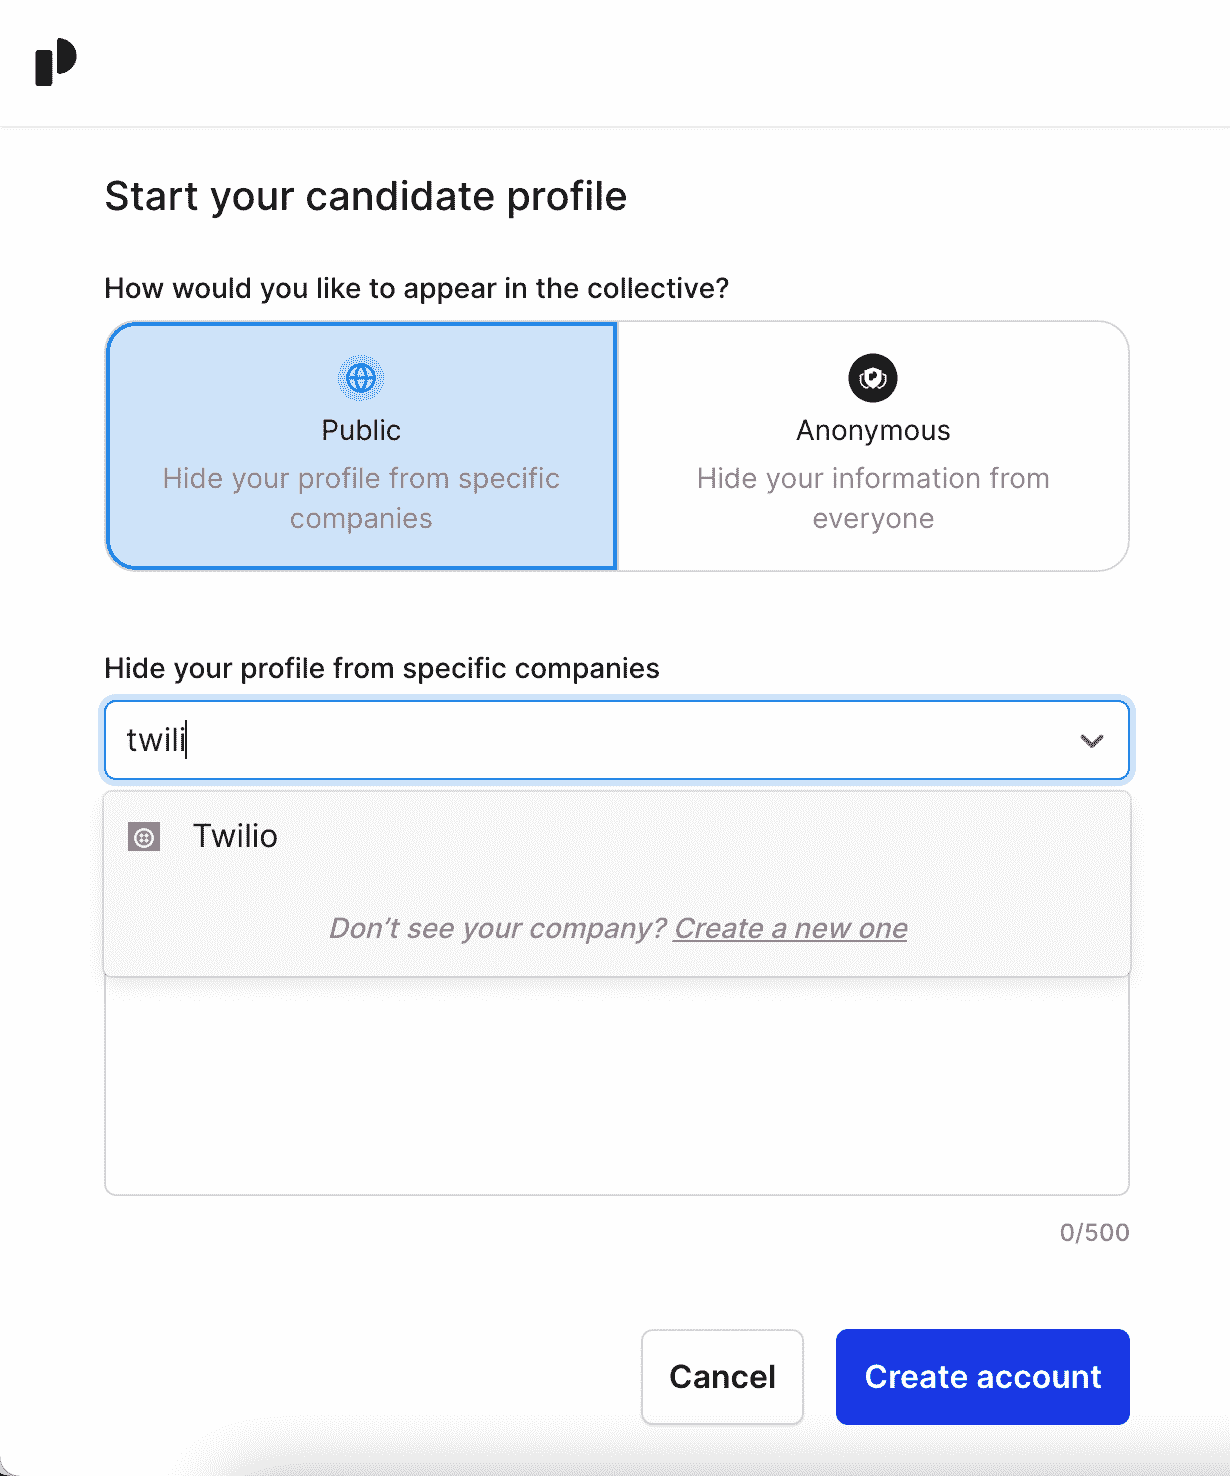 Start your candidate profile
How would you like to appear in the collective?
Public
Hide your profile from specific
companies
Anonymous
Hide your information from
everyone
Hide your profile from specific companies
twili
Twilio
Don't see your company? Create a new one
0/500
Cancel
Create account